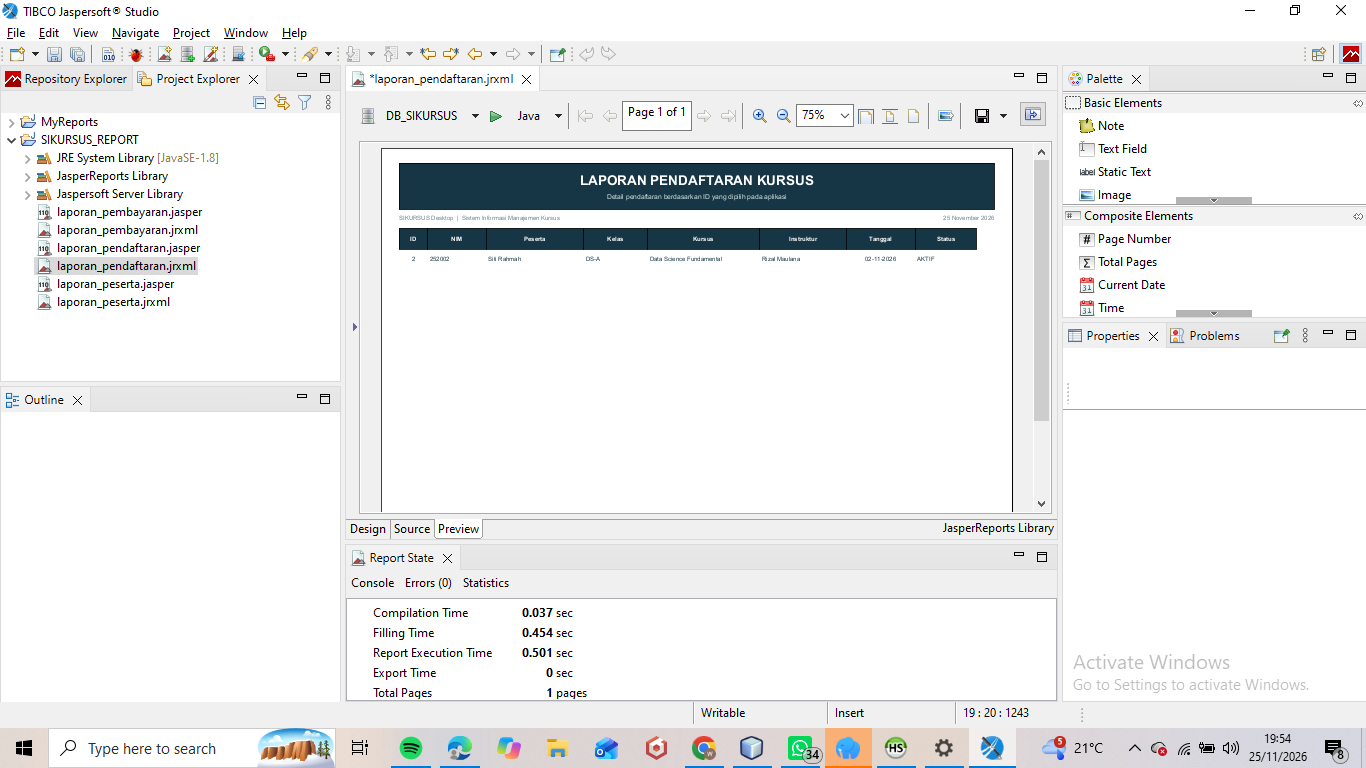 TIBCO Jaspersoft® Studio
File Edit View Navigate Project Window Help
Repository Explorer Project Explorer
MyReports
SIKURSUS_REPORT
JRE System Library [JavaSE-1.8]
JasperReports Library
Jaspersoft Server Library
laporan_pembayaran.jasper
laporan_pembayaran.jrxml
laporan_pendaftaran.jasper
laporan_pendaftaran.jrxml
laporan_peserta.jasper
laporan_peserta.jrxml
Outline
*laporan_pendaftaran.jrxml
DB_SIKURSUS Java Page 1 of 1 75%
LAPORAN PENDAFTARAN KURSUS
Detail pendaftaran berdasarkan ID yang dipilih pada aplikasi
SIKURSUS Desktop | Sistem Informasi Manajemen Kursus 25 November 2026
ID NIM Peserta Kelas Kursus Instruktur Tanggal Status
2 252002 Siti Rahmah DS-A Data Science Fundamental Rizal Maulana 02-11-2026 AKTIF
Design Source Preview JasperReports Library
Report State
Console Errors (0) Statistics
Compilation Time 0.037 sec
Filling Time 0.454 sec
Report Execution Time 0.501 sec
Export Time 0 sec
Total Pages 1 pages
Palette
Basic Elements
Note
Text Field
label Static Text
Image
Composite Elements
# Page Number
Σ Total Pages
31 Current Date
31 Time
Properties Problems
Activate Windows
Go to Settings to activate Windows.
Writable Insert 19 : 20 : 1243
Type here to search
34
HS
5
21°C
19:54
25/11/2026
8